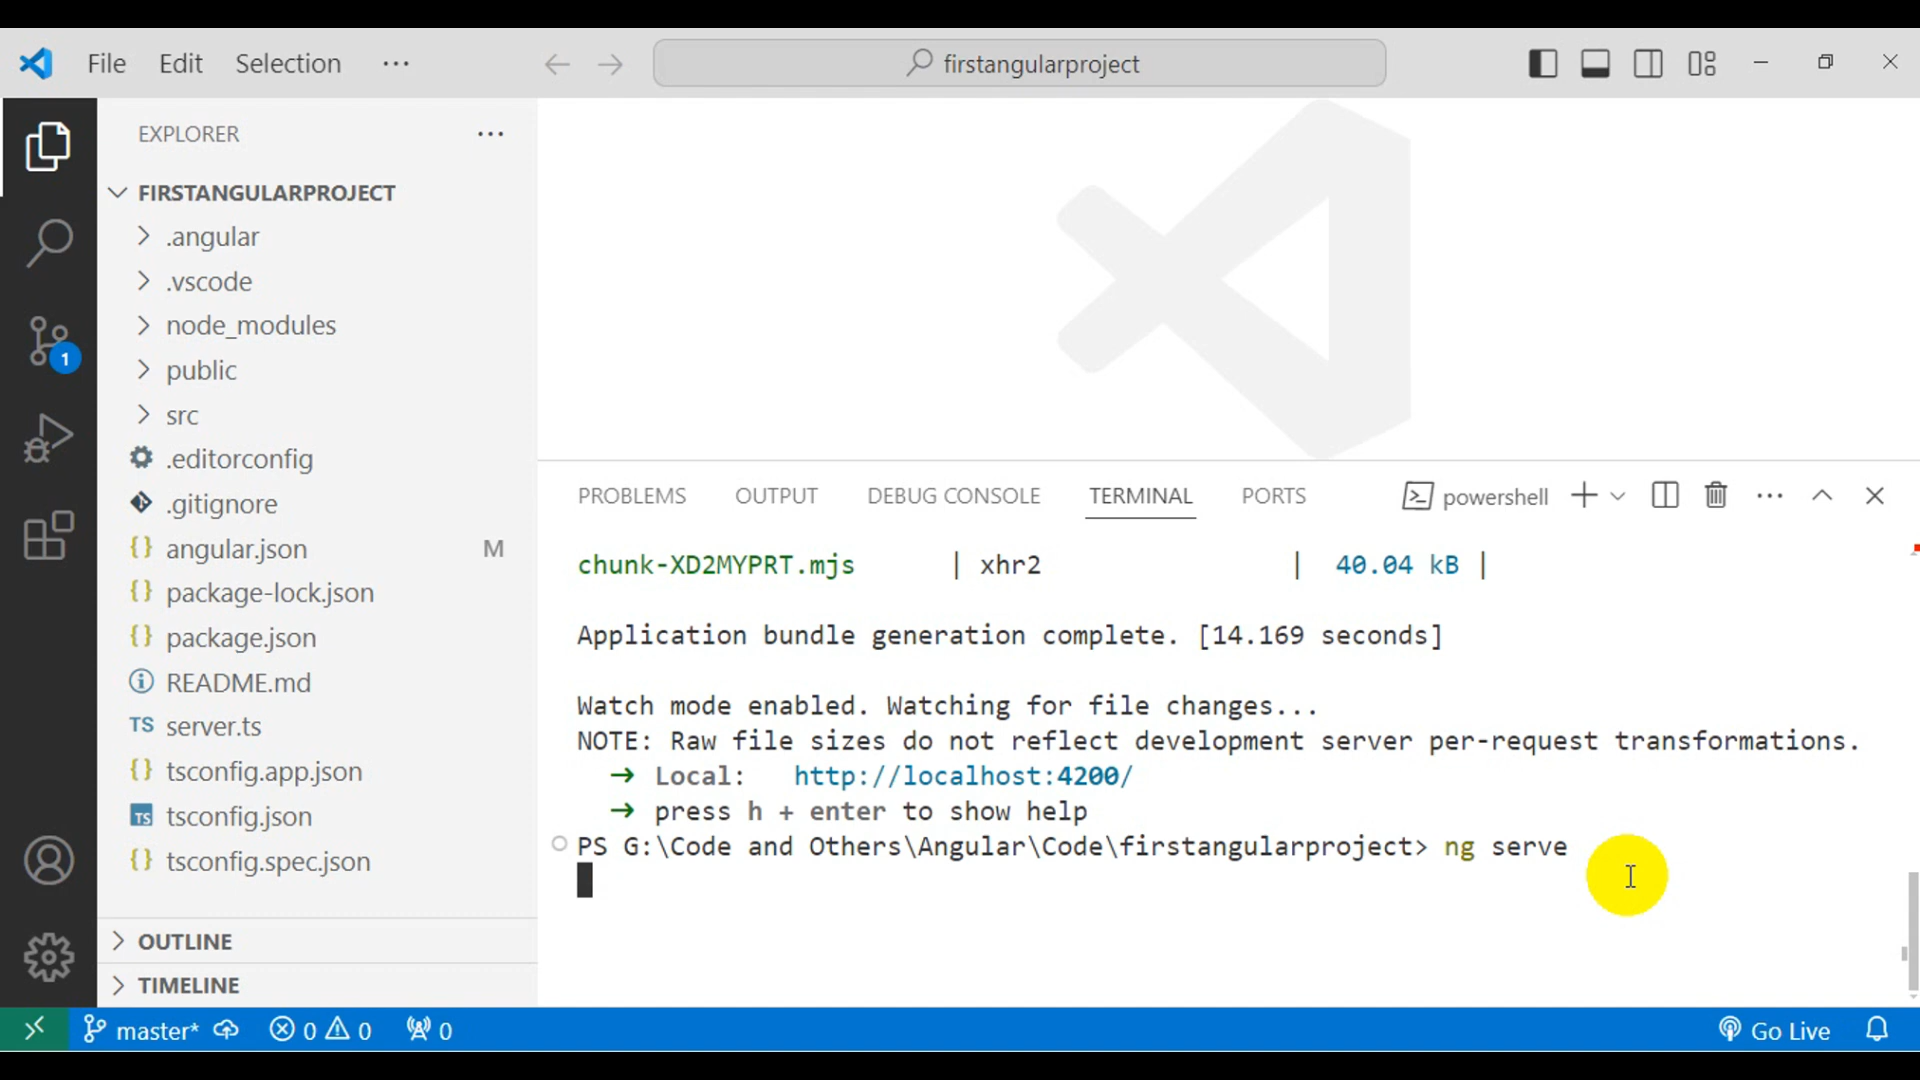 File Edit Selection ···
firstangularproject
EXPLORER ···
FIRSTANGULARPROJECT
.angular
.vscode
node_modules
public
src
.editorconfig
.gitignore
{} angular.json M
{} package-lock.json
{} package.json
README.md
TS server.ts
{} tsconfig.app.json
TS tsconfig.json
{} tsconfig.spec.json
OUTLINE
TIMELINE
1
PROBLEMS OUTPUT DEBUG CONSOLE TERMINAL PORTS powershell ···
chunk-XD2MYPRT.mjs | xhr2 | 40.04 kB |
Application bundle generation complete. [14.169 seconds]
Watch mode enabled. Watching for file changes...
NOTE: Raw file sizes do not reflect development server per-request transformations.
➜ Local: http://localhost:4200/
➜ press h + enter to show help
PS G:\Code and Others\Angular\Code\firstangularproject> ng serve
master* 0 0 0 Go Live